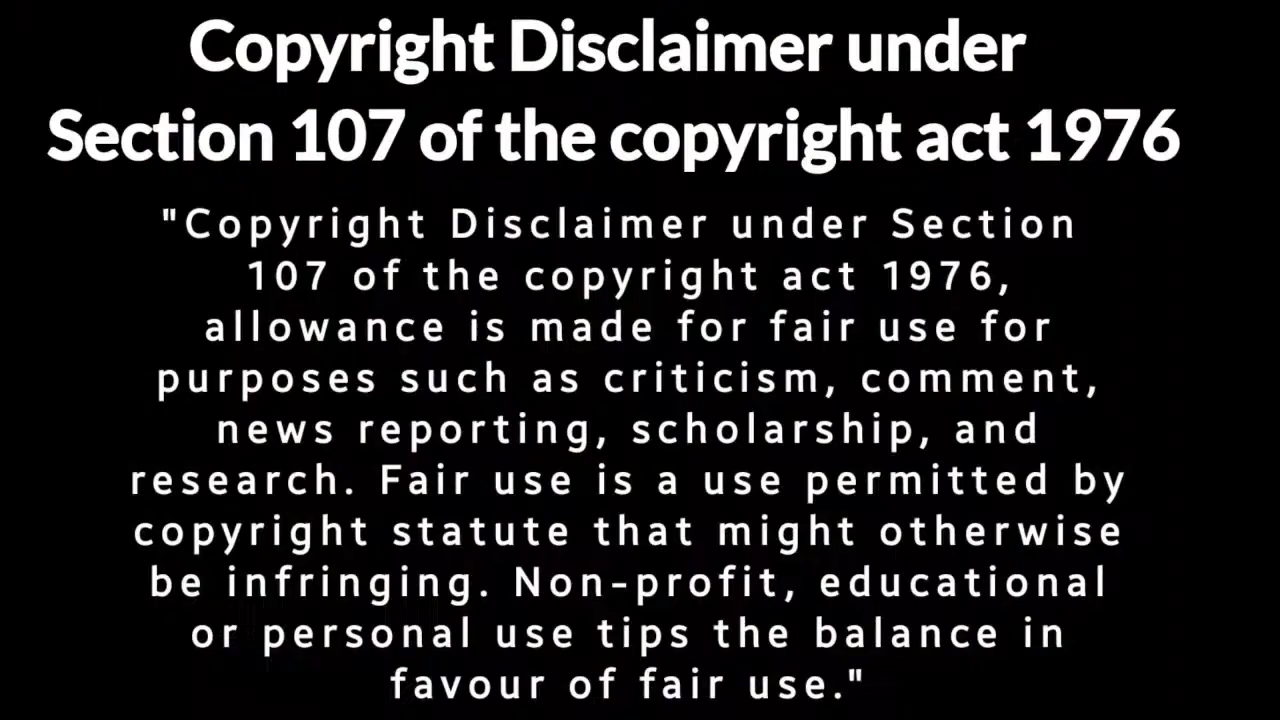 Copyright Disclaimer under
Section 107 of the copyright act 1976
"Copyright Disclaimer under Section
107 of the copyright act 1976,
allowance is made for fair use for
purposes such as criticism, comment,
news reporting, scholarship, and
research. Fair use is a use permitted by
copyright statute that might otherwise
be infringing. Non-profit, educational
or personal use tips the balance in
favour of fair use."